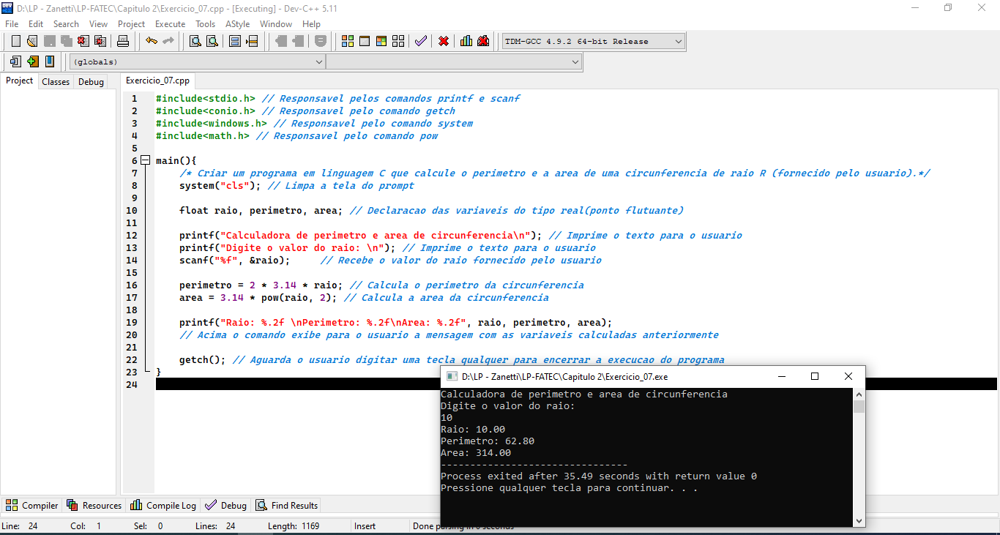 D:\LP - Zanetti\LP-FATEC\Capitulo 2\Exercicio_07.cpp - [Executing] - Dev-C++ 5.11
File Edit Search View Project Execute Tools AStyle Window Help
TDM-GCC 4.9.2 64-bit Release
(globals)
Project Classes Debug Exercicio_07.cpp
1 #include<stdio.h> // Responsavel pelos comandos printf e scanf
2 #include<conio.h> // Responsavel pelo comando getch
3 #include<windows.h> // Responsavel pelo comando system
4 #include<math.h> // Responsavel pelo comando pow
5
6 main(){
7 /* Criar um programa em linguagem C que calcule o perimetro e a area de uma circunferencia de raio R (fornecido pelo usuario).*/
8 system("cls"); // Limpa a tela do prompt
9
10 float raio, perimetro, area; // Declaracao das variaveis do tipo real(ponto flutuante)
11
12 printf("Calculadora de perimetro e area de circunferencia\n"); // Imprime o texto para o usuario
13 printf("Digite o valor do raio: \n"); // Imprime o texto para o usuario
14 scanf("%f", &raio); // Recebe o valor do raio fornecido pelo usuario
15
16 perimetro = 2 * 3.14 * raio; // Calcula o perimetro da circunferencia
17 area = 3.14 * pow(raio, 2); // Calcula a area da circunferencia
18
19 printf("Raio: %.2f \nPerimetro: %.2f\nArea: %.2f", raio, perimetro, area);
20 // Acima o comando exibe para o usuario a mensagem com as variaveis calculadas anteriormente
21
22 getch(); // Aguarda o usuario digitar uma tecla qualquer para encerrar a execucao do programa
23 }
24
D:\LP - Zanetti\LP-FATEC\Capitulo 2\Exercicio_07.exe
Calculadora de perimetro e area de circunferencia
Digite o valor do raio:
10
Raio: 10.00
Perimetro: 62.80
Area: 314.00
--------------------------------
Process exited after 35.49 seconds with return value 0
Pressione qualquer tecla para continuar. . .
Compiler Resources Compile Log Debug Find Results
Line: 24 Col: 1 Sel: 0 Lines: 24 Length: 1169 Insert Done parsing in 0 seconds